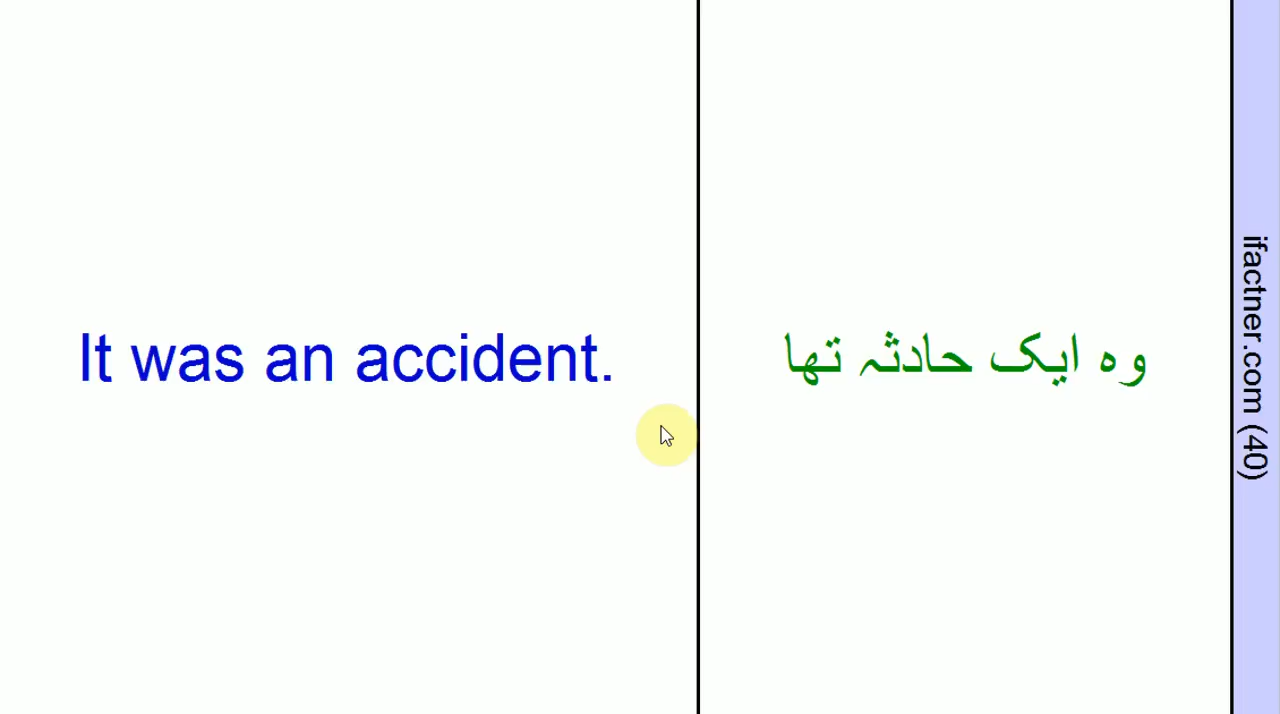 It was an accident.
وہ ایک حادثہ تھا
ifactner.com (40)